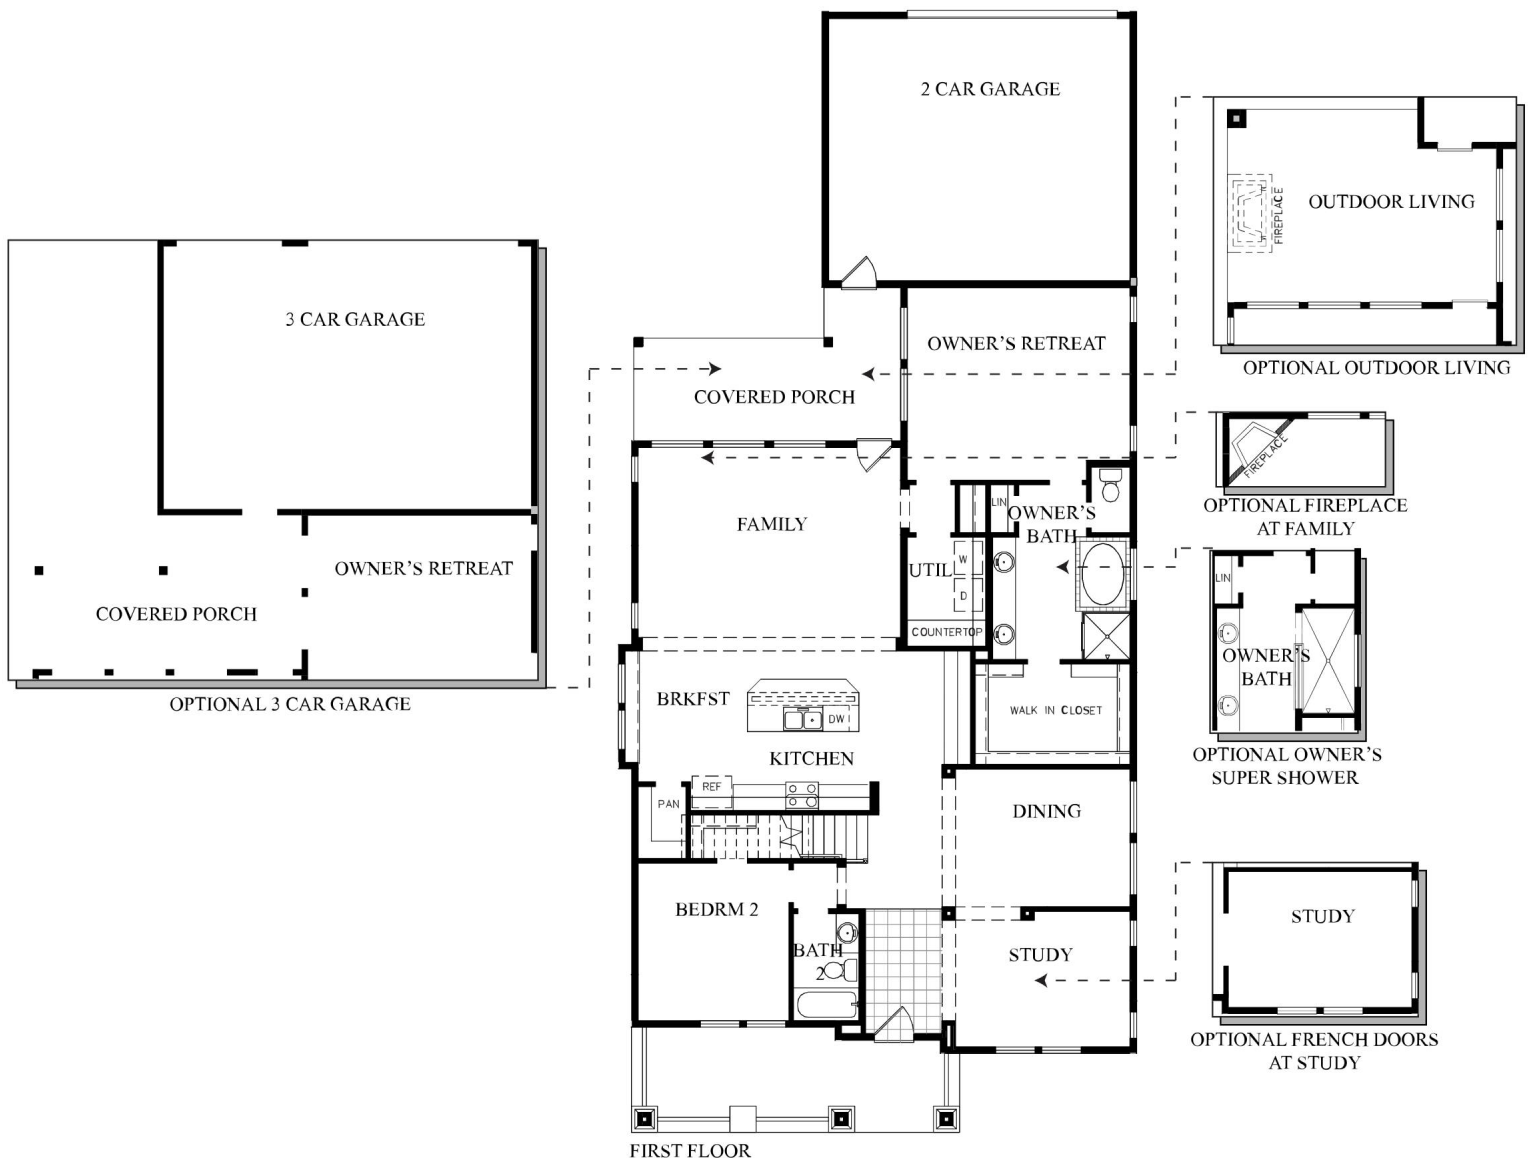 2 CAR GARAGE
OUTDOOR LIVING
FIREPLACE
OPTIONAL OUTDOOR LIVING
3 CAR GARAGE
OWNER'S RETREAT
COVERED PORCH
OPTIONAL 3 CAR GARAGE
OWNER'S RETREAT
COVERED PORCH
FIREPLACE
OPTIONAL FIREPLACE
AT FAMILY
FAMILY
LIN
OWNER'S
BATH
UTIL
W
D
COUNTERTOP
LIN
OWNER'S
BATH
OPTIONAL OWNER'S
SUPER SHOWER
BRKFST
DW
WALK IN CLOSET
KITCHEN
REF
PAN
DINING
BEDRM 2
BATH
2
STUDY
STUDY
OPTIONAL FRENCH DOORS
AT STUDY
FIRST FLOOR